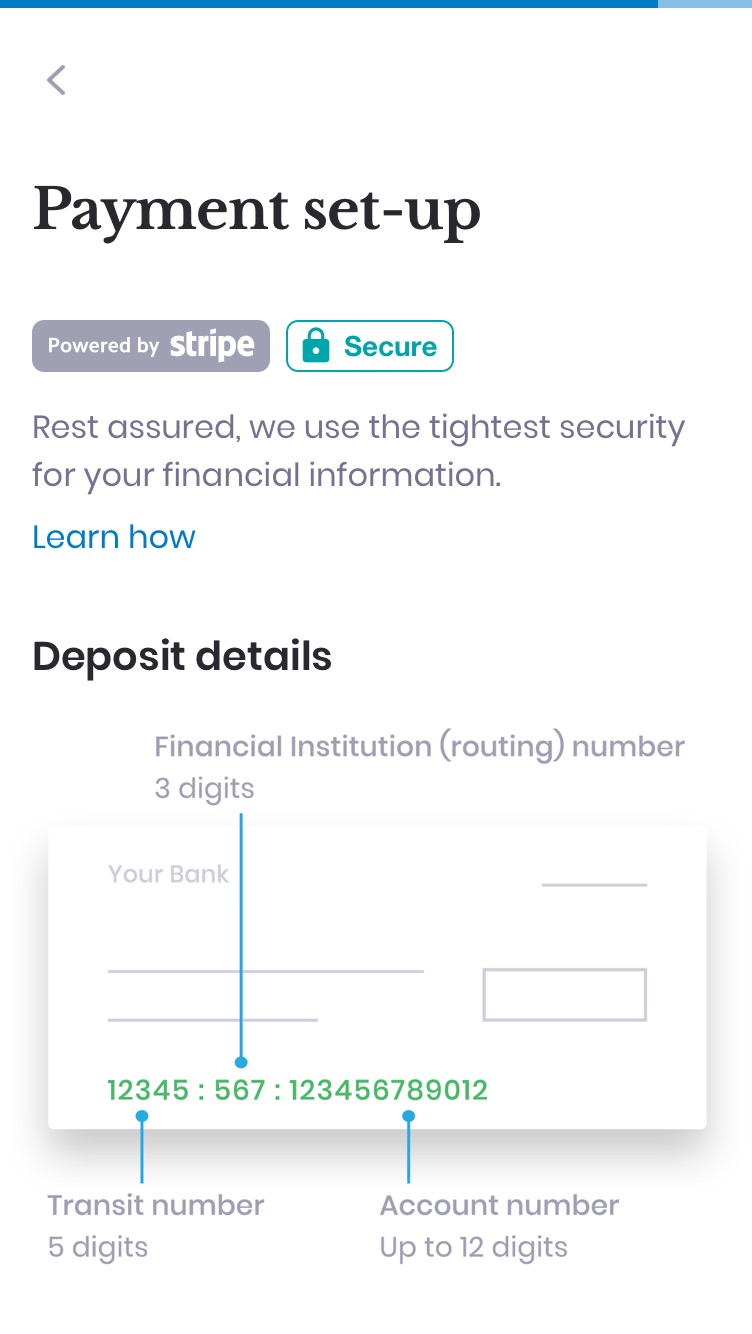 Payment set-up
Powered by stripe
Secure
Rest assured, we use the tightest security
for your financial information.
Learn how
Deposit details
Financial Institution (routing) number
3 digits
Your Bank
12345 : 567 : 123456789012
Transit number
5 digits
Account number
Up to 12 digits